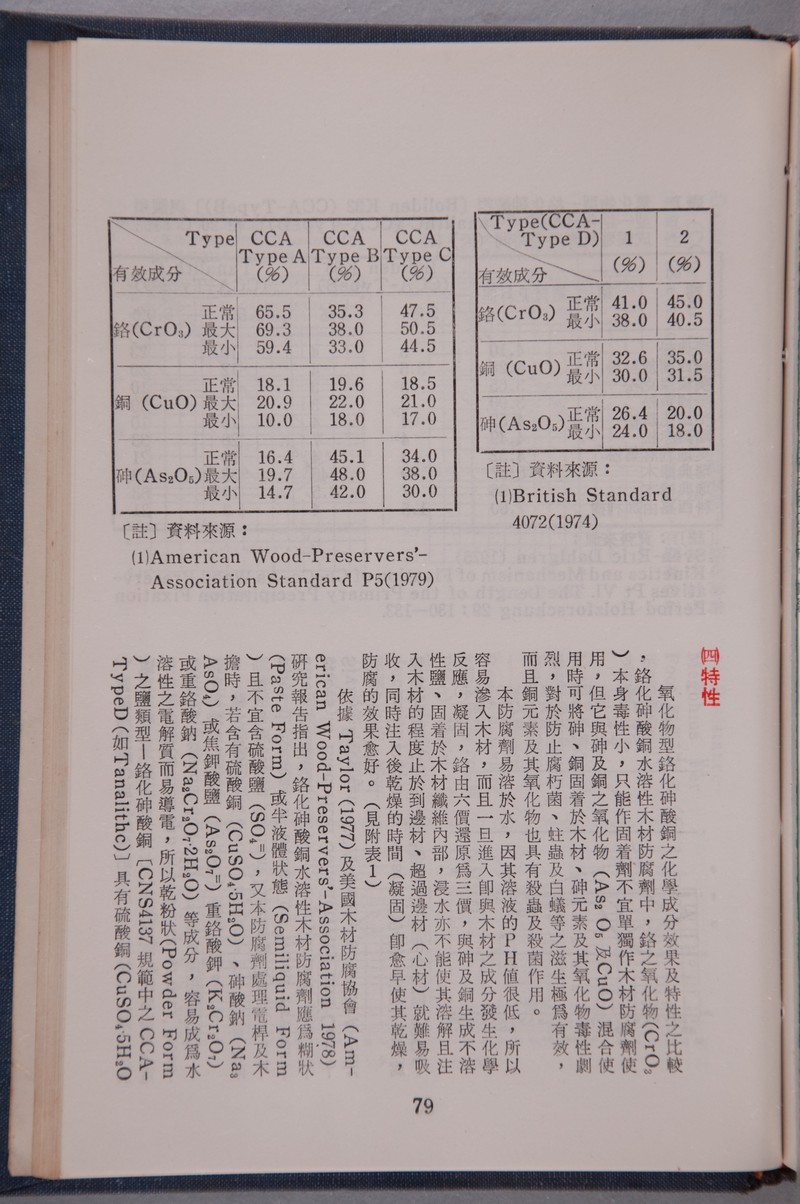 Type CCA Type A (%) CCA Type B (%) CCA Type C (%)
有效成分
正常 65.5 35.3 47.5
鉻(CrO₃) 最大 69.3 38.0 50.5
最小 59.4 33.0 44.5
正常 18.1 19.6 18.5
銅 (CuO) 最大 20.9 22.0 21.0
最小 10.0 18.0 17.0
正常 16.4 45.1 34.0
砷(As₂O₅)最大 19.7 48.0 38.0
最小 14.7 42.0 30.0
〔註〕資料來源：
(1)American Wood-Preservers'-
Association Standard P5(1979)
Type(CCA-Type D) 1 (%) 2 (%)
有效成分
鉻(CrO₃) 正常 41.0 45.0
最小 38.0 40.5
銅 (CuO) 正常 32.6 35.0
最小 30.0 31.5
砷(As₂O₅) 正常 26.4 20.0
最小 24.0 18.0
〔註〕資料來源：
(1)British Standard
4072(1974)
㈣特性
氧化物型鉻化砷酸銅之化學成分效果及特性之比較
，鉻化砷酸銅水溶性木材防腐劑中，鉻之氧化物(CrO₃
)本身毒性小，只能作固着劑不宜單獨作木材防腐劑使
用，但它與砷及銅之氧化物（AS₂ O₅ 及CuO）混合使
用時可將砷、銅固着於木材、砷元素及其氧化物毒性劇
烈，對於防止腐朽菌、蛀蟲及白蟻等之滋生極爲有效，
而且銅元素及其氧化物也具有殺蟲及殺菌作用。
本防腐劑易溶於水，因其溶液的ＰＨ値很低，所以
容易滲入木材，而且一旦進入卽與木材之成分發生化學
反應，凝固，鉻由六價還原爲三價，與砷及銅生成不溶
性鹽、固着於木材纖維內部，浸水亦不能使其溶解且注
入木材的程度止於到邊材、超過邊材（心材）就難易吸
收，同時注入後乾燥的時間（凝固）卽愈早使其乾燥，
防腐的效果愈好。（見附表1）
依據 Taylor (1977) 及美國木材防腐協會（Am-
erican Wood-Preservers'-Association 1978）
研究報告指出，鉻化砷酸銅水溶性木材防腐劑應爲糊狀
(Paste Form) 或半液體狀態（Semiliquid Form
）且不宜含硫酸鹽（SO₄⁼），又本防腐劑處理電桿及木
擔時，若含有硫酸銅（CuSO₄·5H₂O）、砷酸鈉（Na₃
AsO₄）或焦鉀酸鹽（As₂O₇⁼）重鉻酸鉀（K₂Cr₂O₇）
或重鉻酸鈉（Na₂Cr₂O₇·2H₂O）等成分，容易成爲水
溶性之電解質而易導電，所以乾粉狀(Powder Form
）之鹽類型—鉻化砷酸銅〔CNS4137 規範中之 CCA-
TypeD (如Tanalithc)〕具有硫酸銅 (CuSO₄·5H₂O
79